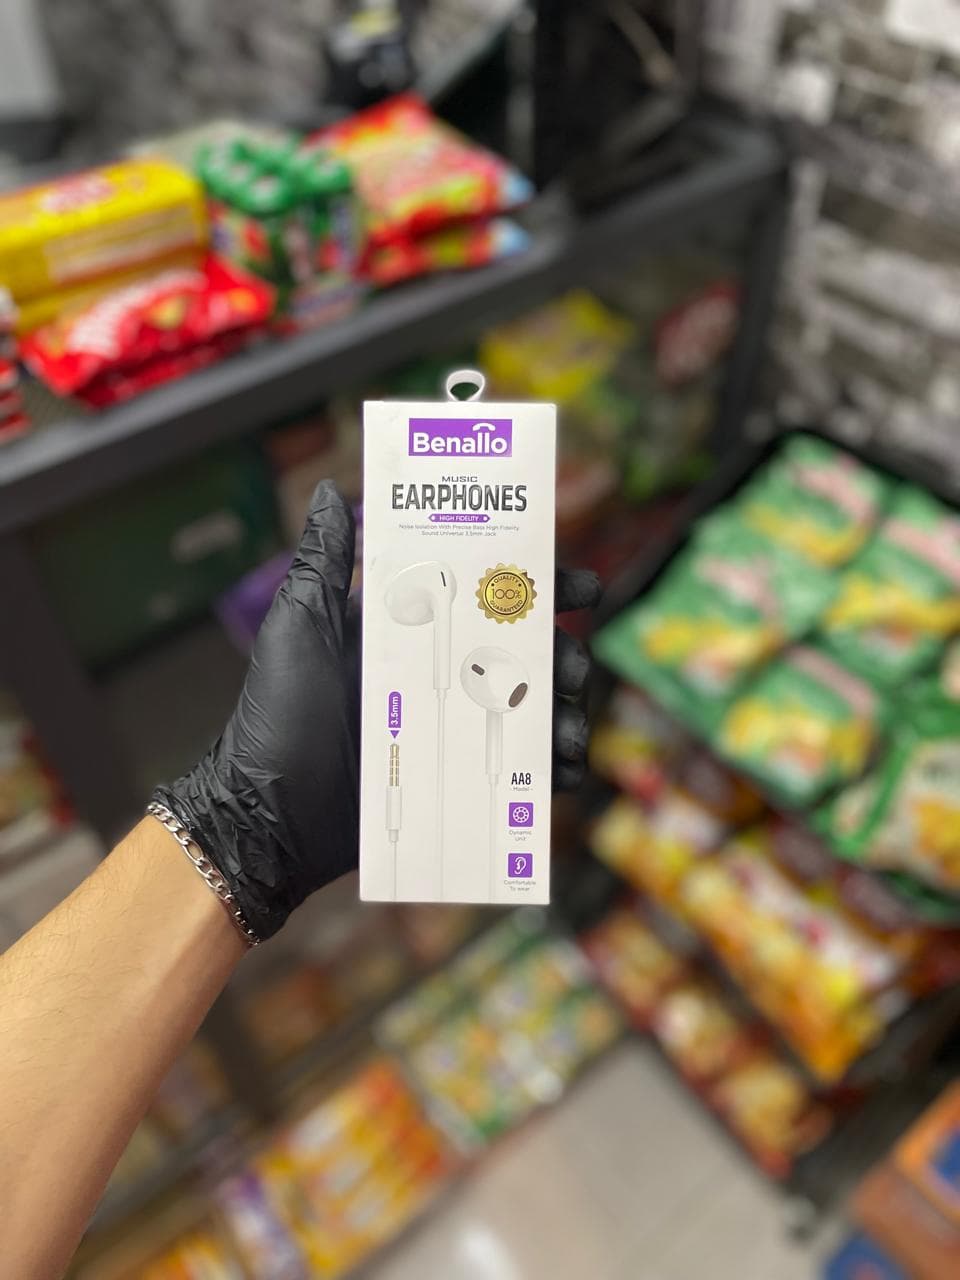 Benallo
MUSIC
EARPHONES
HIGH FIDELITY
Noise Isolation With Precise Bass High Fidelity
Sound Universal 3.5mm Jack
QUALITY
100%
GUARANTEED
3.5mm
AA8
- Model -
Dynamic
Unit
Comfortable
To wear